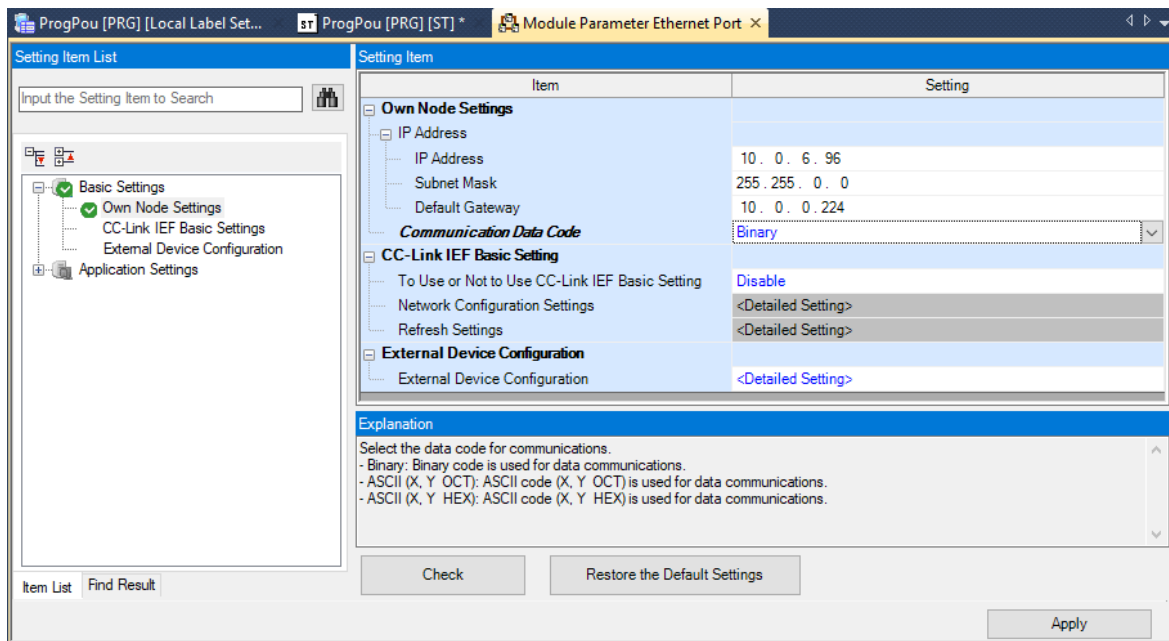 ProgPou [PRG] [Local Label Set...
ST ProgPou [PRG] [ST] *
Module Parameter Ethernet Port
Setting Item List
Input the Setting Item to Search
Basic Settings
Own Node Settings
CC-Link IEF Basic Settings
External Device Configuration
Application Settings
Item List
Find Result
Setting Item
Item Setting
Own Node Settings
IP Address
IP Address 10 . 0 . 6 . 96
Subnet Mask 255 . 255 . 0 . 0
Default Gateway 10 . 0 . 0 . 224
Communication Data Code Binary
CC-Link IEF Basic Setting
To Use or Not to Use CC-Link IEF Basic Setting Disable
Network Configuration Settings <Detailed Setting>
Refresh Settings <Detailed Setting>
External Device Configuration
External Device Configuration <Detailed Setting>
Explanation
Select the data code for communications.
- Binary: Binary code is used for data communications.
- ASCII (X, Y OCT): ASCII code (X, Y OCT) is used for data communications.
- ASCII (X, Y HEX): ASCII code (X, Y HEX) is used for data communications.
Check
Restore the Default Settings
Apply